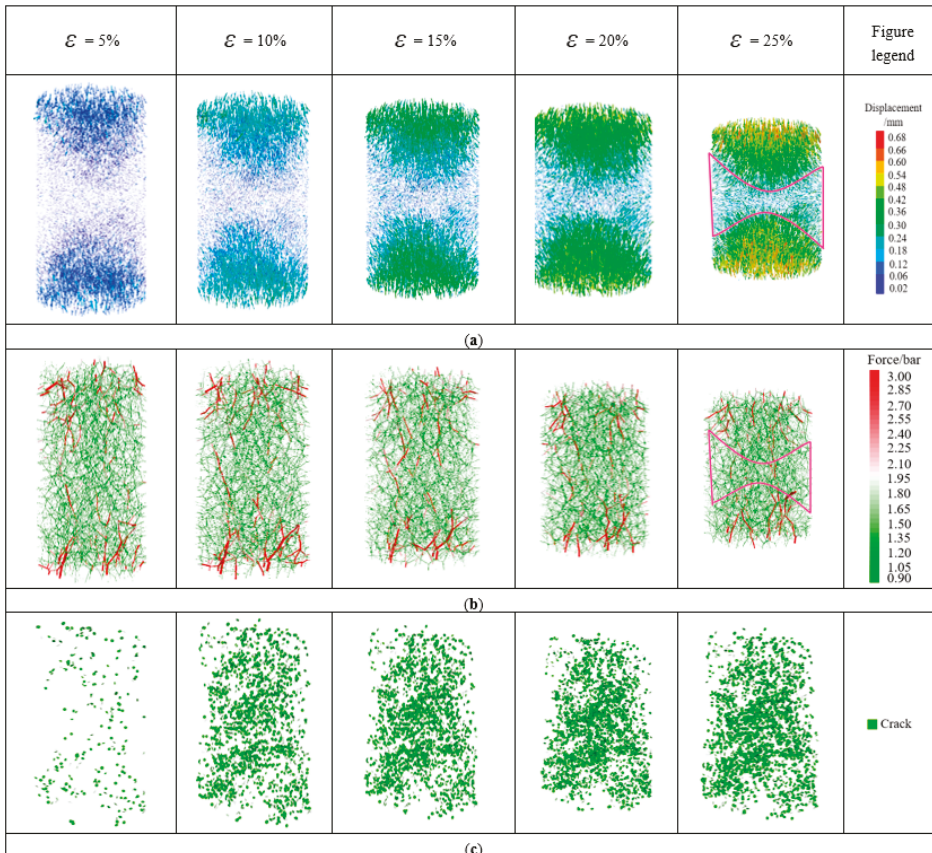 ε = 5%
ε = 10%
ε = 15%
ε = 20%
ε = 25%
Figure
legend
Displacement
/mm
0.68
0.66
0.60
0.54
0.48
0.42
0.36
0.30
0.24
0.18
0.12
0.06
0.02
(a)
Force/bar
3.00
2.85
2.70
2.55
2.40
2.25
2.10
1.95
1.80
1.65
1.50
1.35
1.20
1.05
0.90
(b)
Crack
(c)